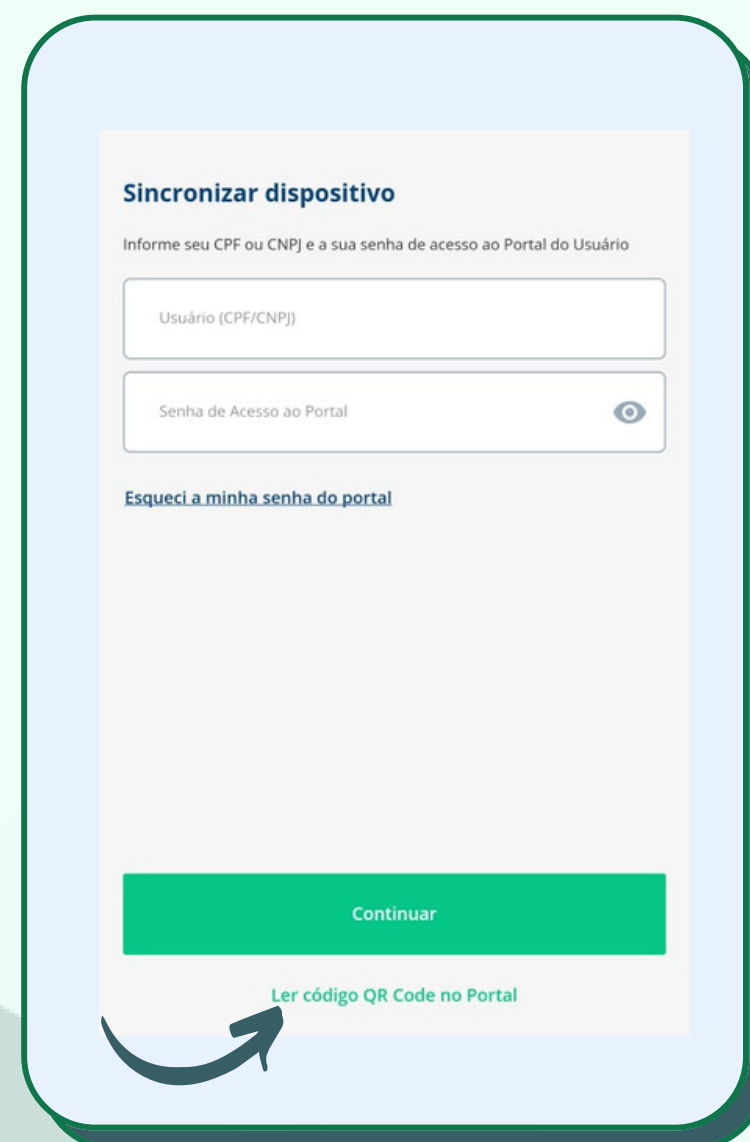 Sincronizar dispositivo
Informe seu CPF ou CNPJ e a sua senha de acesso ao Portal do Usuário
Usuário (CPF/CNPJ)
Senha de Acesso ao Portal
Esqueci a minha senha do portal
Continuar
Ler código QR Code no Portal